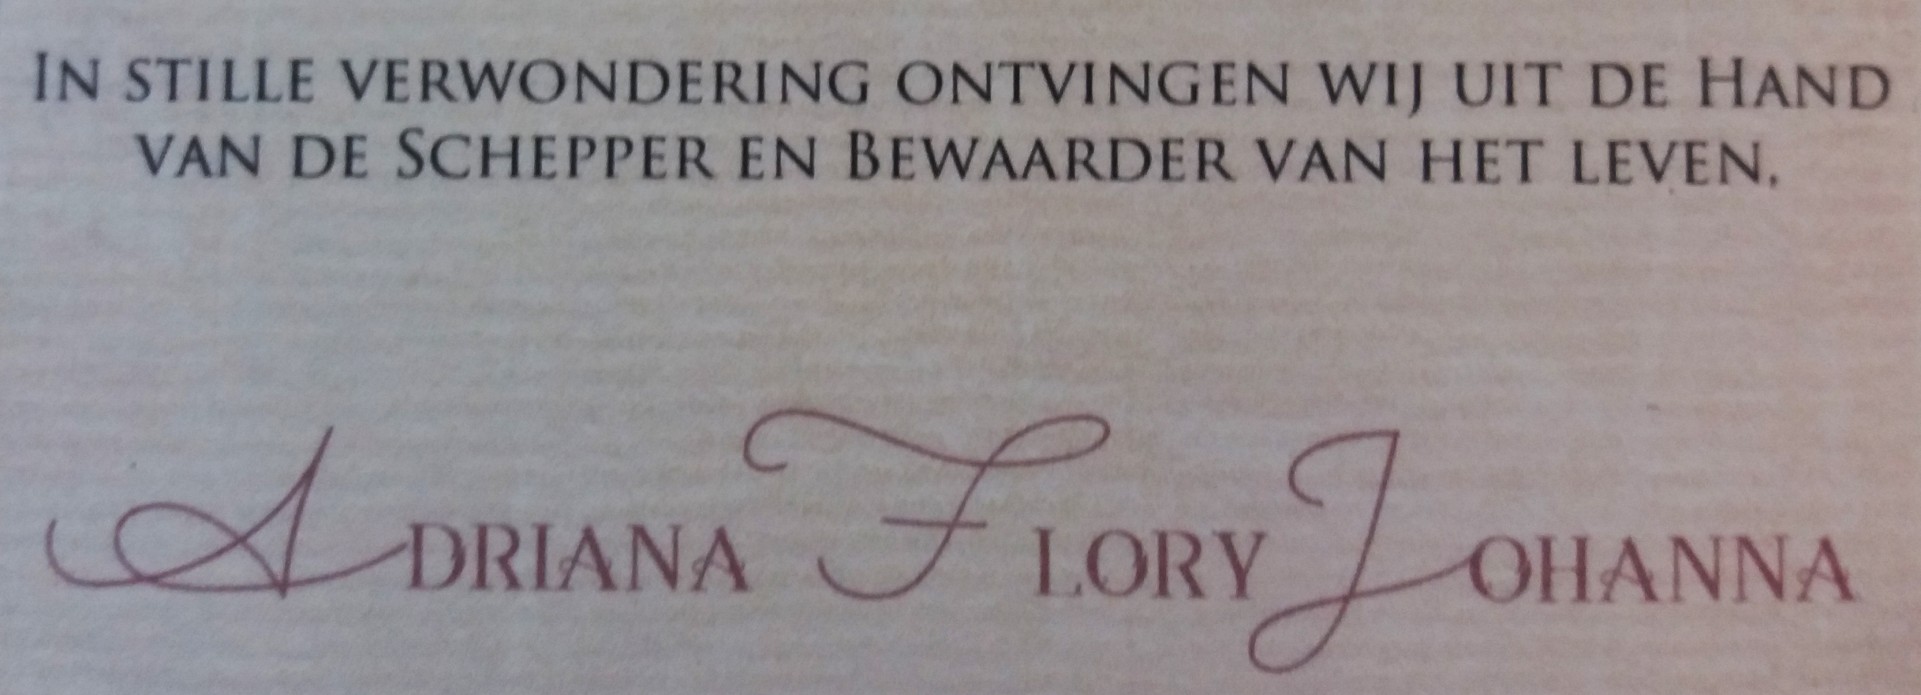 In stille verwondering ontvingen wij uit de Hand
van de Schepper en Bewaarder van het leven,
Adriana Flory Johanna